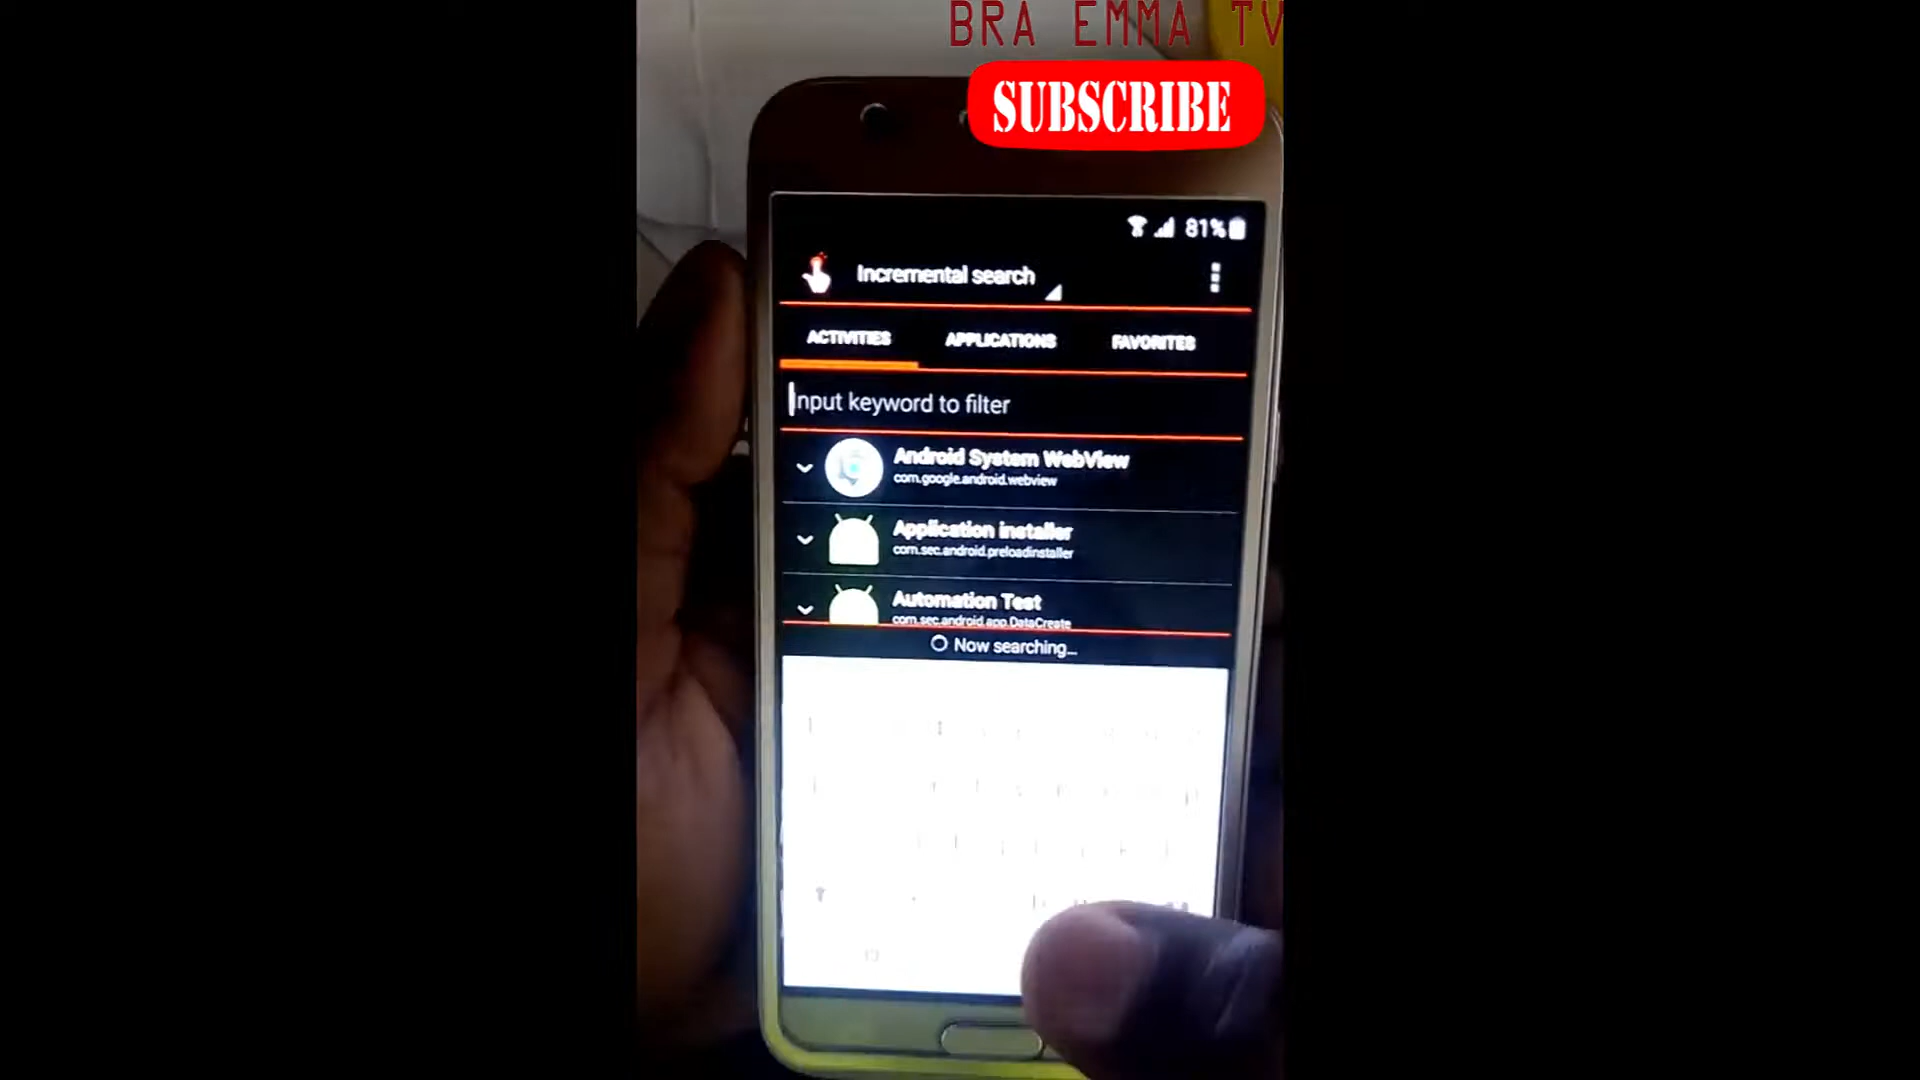 BRA EMMA TV
SUBSCRIBE
81%
Incremental search
ACTIVITIES APPLICATIONS FAVORITES
Input keyword to filter
Android System WebView
com.google.android.webview
Application installer
com.sec.android.preloadinstaller
Automation Test
com.sec.android.app.DataCreate
Now searching...